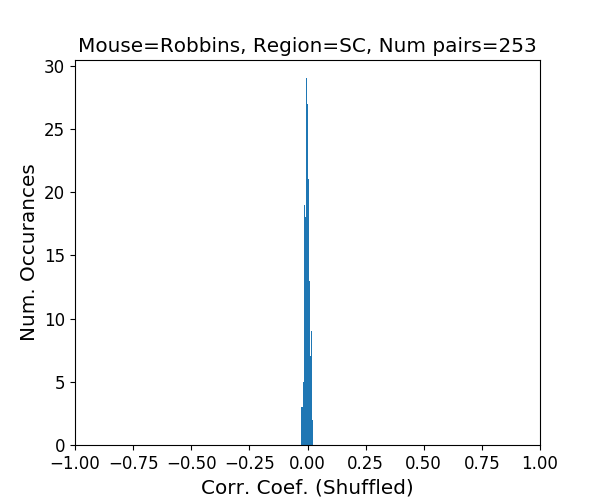 Mouse=Robbins, Region=SC, Num pairs=253
30
25
20
15
10
5
0
Num. Occurances
−1.00 −0.75 −0.50 −0.25 0.00 0.25 0.50 0.75 1.00
Corr. Coef. (Shuffled)